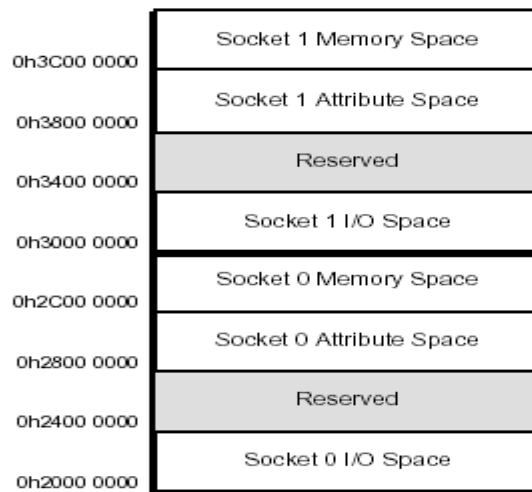 Socket 1 Memory Space
0h3C00 0000
Socket 1 Attribute Space
0h3800 0000
Reserved
0h3400 0000
Socket 1 I/O Space
0h3000 0000
Socket 0 Memory Space
0h2C00 0000
Socket 0 Attribute Space
0h2800 0000
Reserved
0h2400 0000
Socket 0 I/O Space
0h2000 0000